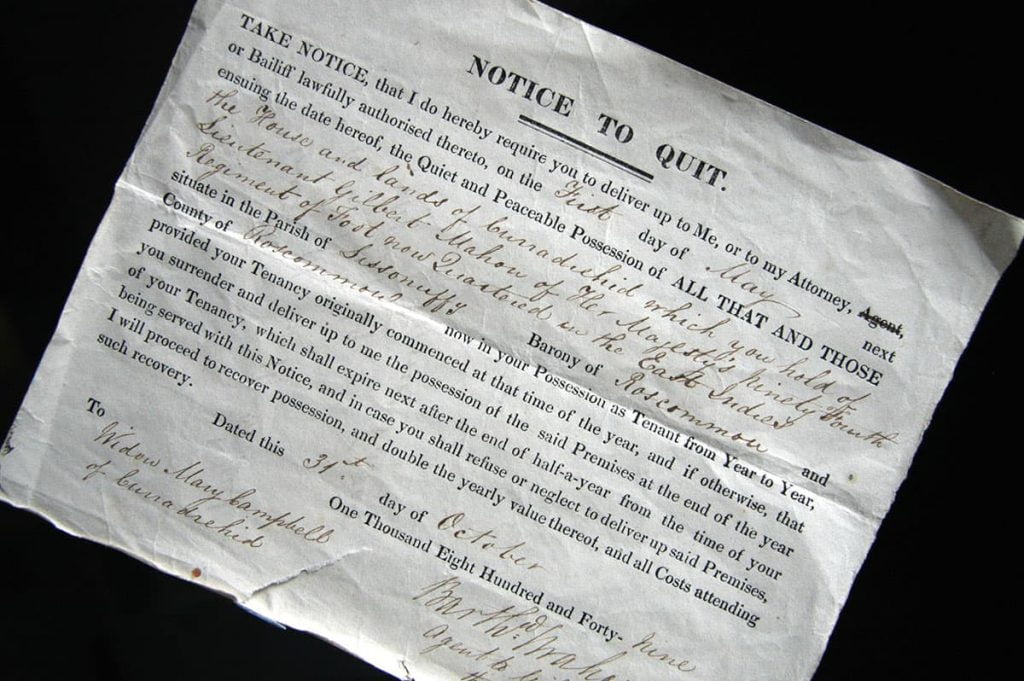 NOTICE TO QUIT.
TAKE NOTICE, that I do hereby require you to deliver up to Me, or to my Attorney, Agent,
or Bailiff lawfully authorised thereto, on the First day of May next
ensuing the date hereof, the Quiet and Peaceable Possession of ALL THAT AND THOSE
the House and lands of which you hold of
Lieutenant Gilbert Mahon of Her Majesty's Ninety Fourth
Regiment of Foot now Quartered in the East Indies
situate in the Parish of Lissonuffy Barony of Roscommon and
County of Roscommon now in your Possession as Tenant from Year to Year,
provided your Tenancy originally commenced at that time of the year, and if otherwise, that
you surrender and deliver up to me the possession of the said Premises at the end of the year
of your Tenancy, which shall expire next after the end of half-a-year from the time of your
being served with this Notice, and in case you shall refuse or neglect to deliver up said Premises,
I will proceed to recover possession, and double the yearly value thereof, and all Costs attending
such recovery.
Dated this 31st day of October
One Thousand Eight Hundred and Forty-nine
To
Widow Mary Campbell
of
Barthw Mahon
Agent to